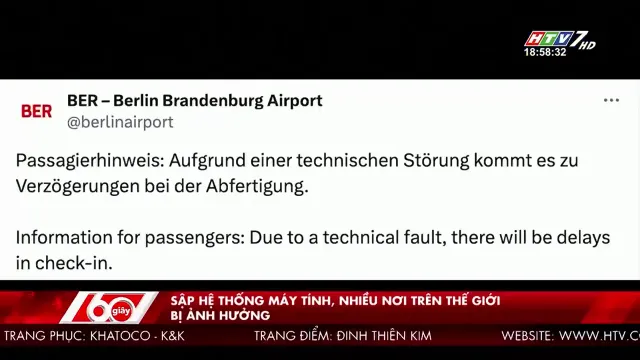 HTV7 HD
18:58:32
BER
BER – Berlin Brandenburg Airport
@berlinairport
Passagierhinweis: Aufgrund einer technischen Störung kommt es zu
Verzögerungen bei der Abfertigung.
Information for passengers: Due to a technical fault, there will be delays
in check-in.
60 giây
SẬP HỆ THỐNG MÁY TÍNH, NHIỀU NƠI TRÊN THẾ GIỚI
BỊ ẢNH HƯỞNG
TRANG PHỤC: KHATOCO - K&K TRANG ĐIỂM: ĐINH THIÊN KIM WEBSITE: WWW.HTV.CO